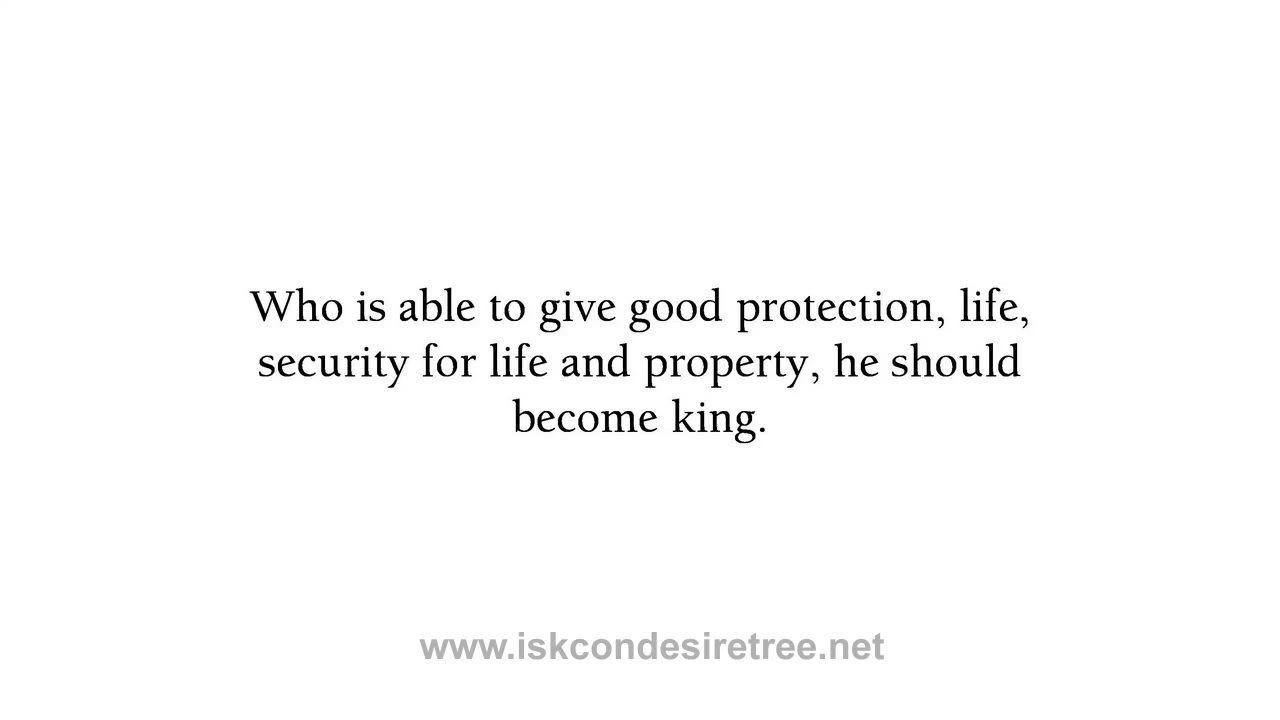 Who is able to give good protection, life,
security for life and property, he should
become king.
www.iskcondesiretree.net